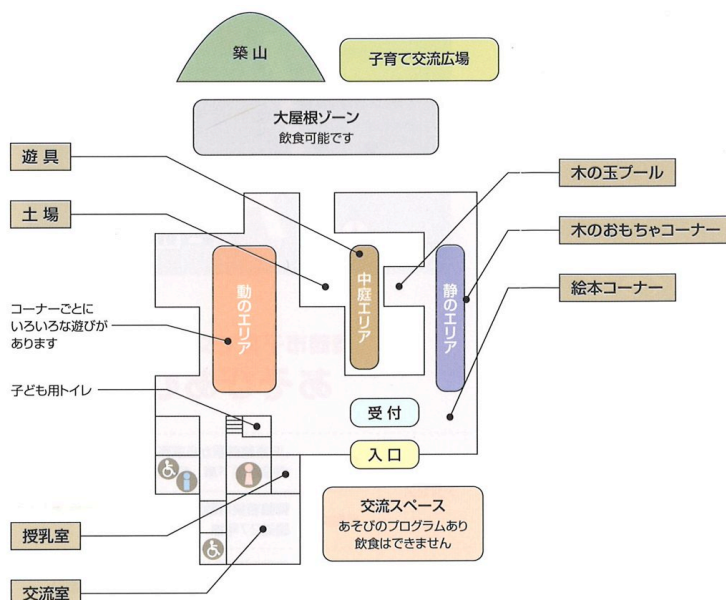 築山
子育て交流広場
大屋根ゾーン
飲食可能です
遊具
土場
木の玉プール
木のおもちゃコーナー
絵本コーナー
動のエリア
中庭エリア
静のエリア
コーナーごとに
いろいろな遊びが
あります
子ども用トイレ
受付
入口
授乳室
交流室
交流スペース
あそびのプログラムあり
飲食はできません